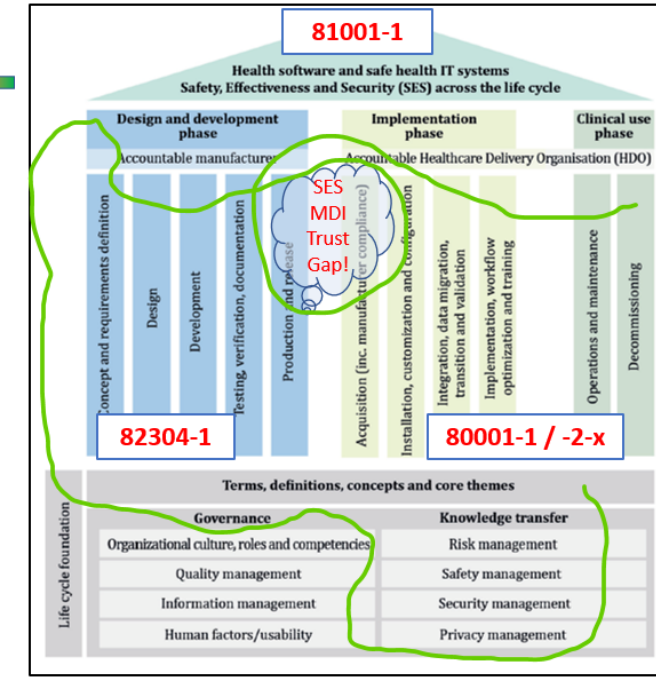 81001-1
Health software and safe health IT systems
Safety, Effectiveness and Security (SES) across the life cycle
Design and development
phase
Implementation
phase
Clinical use
phase
Accountable manufacturer
Accountable Healthcare Delivery Organisation (HDO)
SES
MDI
Trust
Gap!
Concept and requirements definition
Design
Development
Testing, verification, documentation
Production and release
Acquisition (inc. manufacturer compliance)
Installation, customization and configuration
Integration, data migration,
transition and validation
Implementation, workflow
optimization and training
Operations and maintenance
Decommissioning
82304-1
80001-1 / -2-x
Terms, definitions, concepts and core themes
Life cycle foundation
Governance
Organizational culture, roles and competencies
Quality management
Information management
Human factors/usability
Knowledge transfer
Risk management
Safety management
Security management
Privacy management